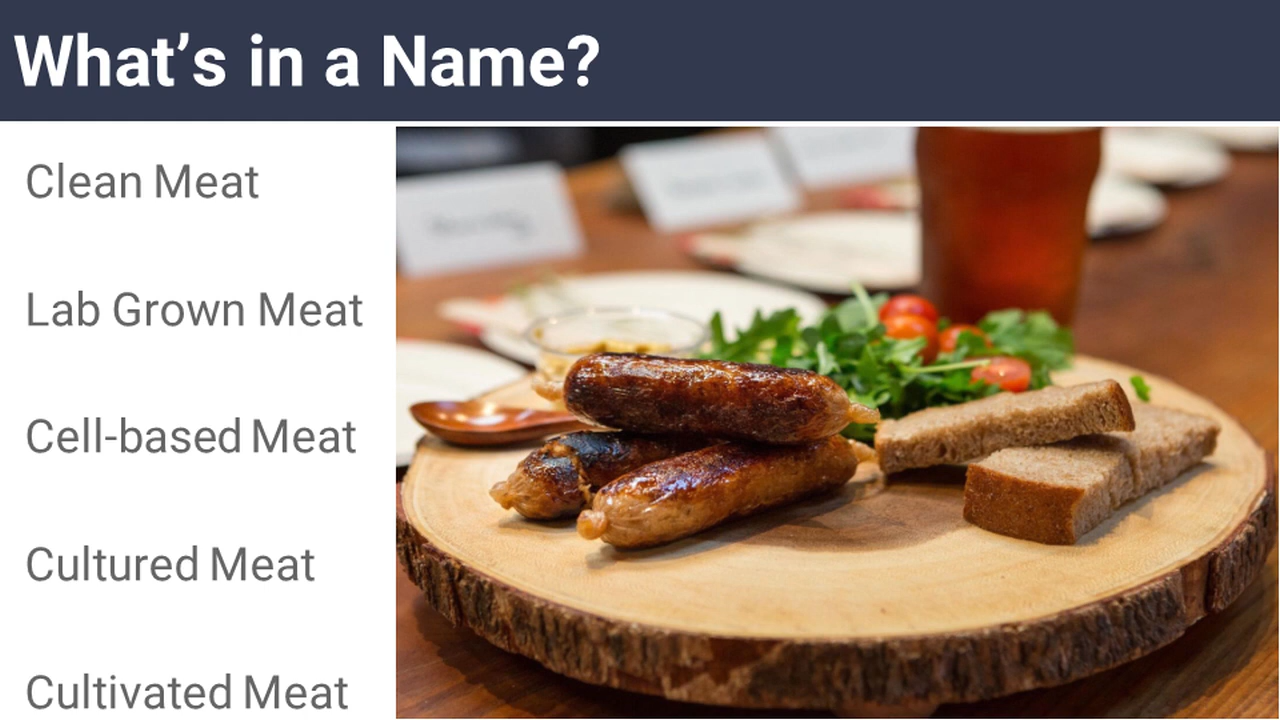 What’s in a Name?
Clean Meat
Lab Grown Meat
Cell-based Meat
Cultured Meat
Cultivated Meat